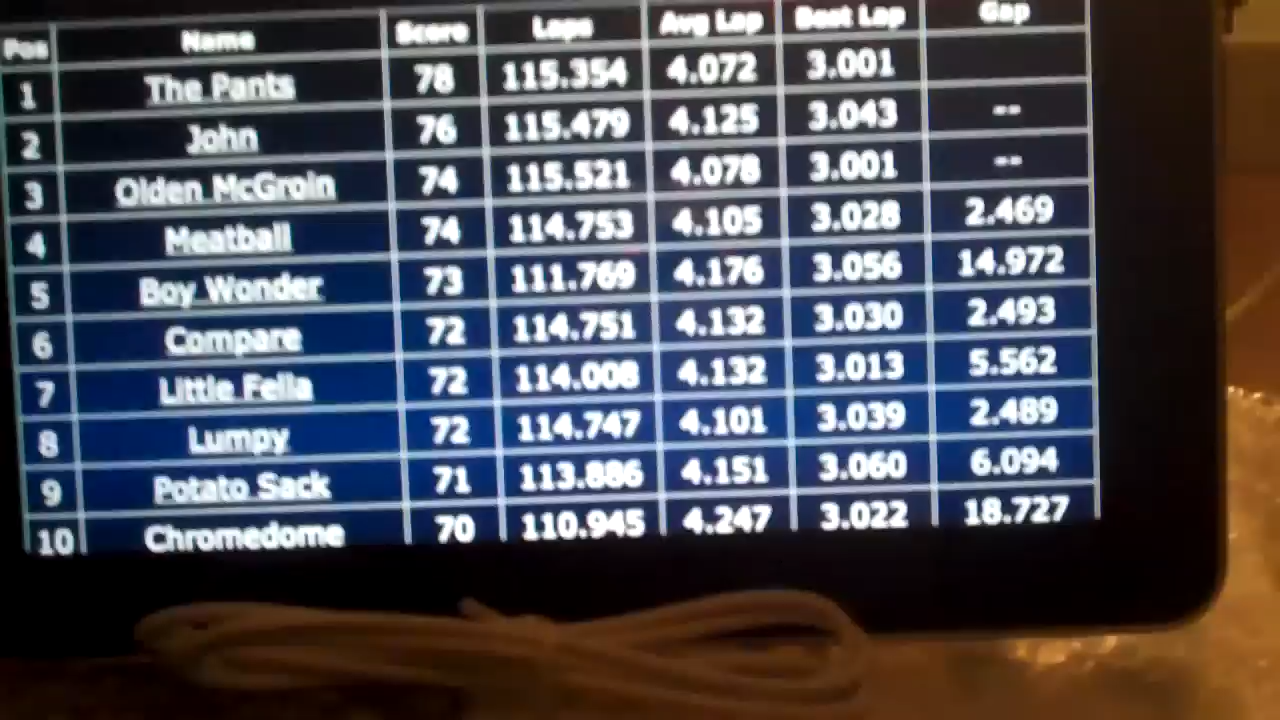 Pos Name Score Laps Avg Lap Best Lap Gap
1 The Pants 78 115.354 4.072 3.001
2 John 76 115.479 4.125 3.043 --
3 Olden McGroin 74 115.521 4.078 3.001 --
4 Meatball 74 114.753 4.105 3.028 2.469
5 Boy Wonder 73 111.769 4.176 3.056 14.972
6 Compare 72 114.751 4.132 3.030 2.493
7 Little Fella 72 114.008 4.132 3.013 5.562
8 Lumpy 72 114.747 4.101 3.039 2.489
9 Potato Sack 71 113.886 4.151 3.060 6.094
10 Chromedome 70 110.945 4.247 3.022 18.727